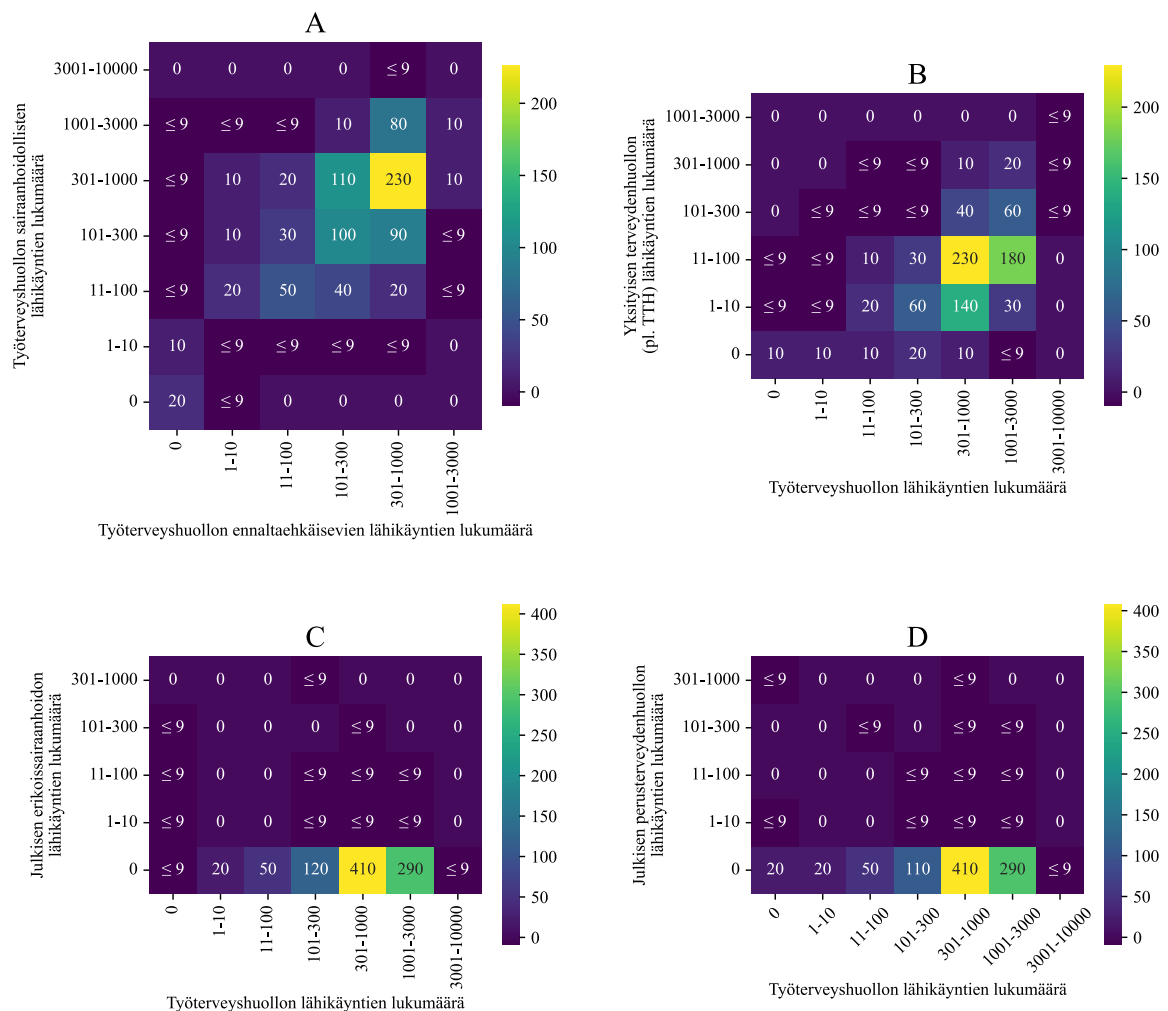 A
Työterveyshuollon sairaanhoidollisten
lähikäyntien lukumäärä
3001-10000 0 0 0 0 ≤ 9 0
1001-3000 ≤ 9 ≤ 9 ≤ 9 10 80 10
301-1000 ≤ 9 10 20 110 230 10
101-300 ≤ 9 10 30 100 90 ≤ 9
11-100 ≤ 9 20 50 40 20 ≤ 9
1-10 10 ≤ 9 ≤ 9 ≤ 9 ≤ 9 0
0 20 ≤ 9 0 0 0 0
0 1-10 11-100 101-300 301-1000 1001-3000
Työterveyshuollon ennaltaehkäisevien lähikäyntien lukumäärä
200
150
100
50
0
B
Yksityisen terveydenhuollon
(pl. TTH) lähikäyntien lukumäärä
1001-3000 0 0 0 0 0 0 ≤ 9
301-1000 0 0 ≤ 9 ≤ 9 10 20 0
101-300 0 ≤ 9 ≤ 9 ≤ 9 40 60 ≤ 9
11-100 ≤ 9 ≤ 9 10 30 230 180 0
1-10 ≤ 9 ≤ 9 20 60 140 30 0
0 10 10 10 20 10 ≤ 9 0
0 1-10 11-100 101-300 301-1000 1001-3000 3001-10000
Työterveyshuollon lähikäyntien lukumäärä
200
150
100
50
0
C
Julkisen erikoissairaanhoidon
lähikäyntien lukumäärä
301-1000 0 0 0 ≤ 9 0 0 0
101-300 ≤ 9 0 0 0 ≤ 9 0 0
11-100 ≤ 9 0 0 ≤ 9 ≤ 9 ≤ 9 0
1-10 ≤ 9 0 0 ≤ 9 ≤ 9 ≤ 9 0
0 ≤ 9 20 50 120 410 290 ≤ 9
0 1-10 11-100 101-300 301-1000 1001-3000 3001-10000
Työterveyshuollon lähikäyntien lukumäärä
400
350
300
250
200
150
100
50
0
D
Julkisen perusterveydenhuollon
lähikäyntien lukumäärä
301-1000 ≤ 9 0 0 0 ≤ 9 0 0
101-300 0 0 ≤ 9 0 ≤ 9 ≤ 9 0
11-100 0 0 0 ≤ 9 ≤ 9 ≤ 9 0
1-10 ≤ 9 0 0 ≤ 9 ≤ 9 ≤ 9 0
0 20 20 50 110 410 290 ≤ 9
0 1-10 11-100 101-300 301-1000 1001-3000 3001-10000
Työterveyshuollon lähikäyntien lukumäärä
400
350
300
250
200
150
100
50
0